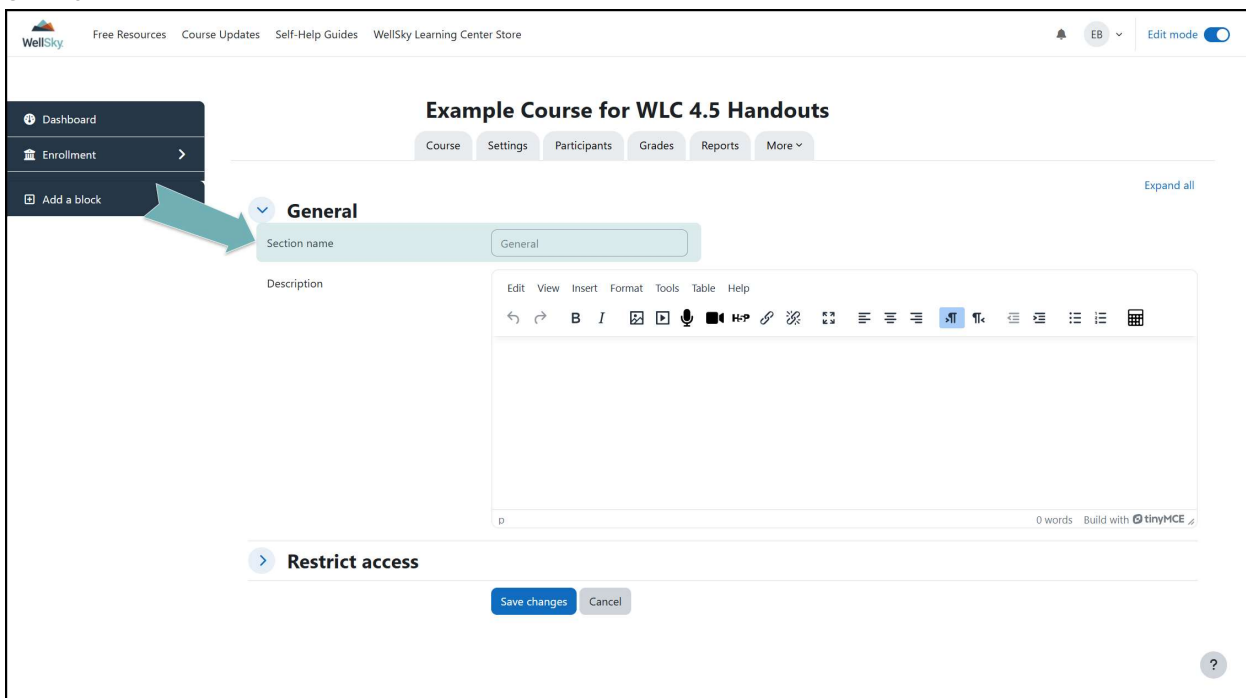 WellSky
Free Resources Course Updates Self-Help Guides WellSky Learning Center Store EB Edit mode
Dashboard
Enrollment
Add a block
Example Course for WLC 4.5 Handouts
Course Settings Participants Grades Reports More
Expand all
General
Section name General
Description
Edit View Insert Format Tools Table Help
B I H-P
p 0 words Build with tinyMCE
Restrict access
Save changes Cancel
?